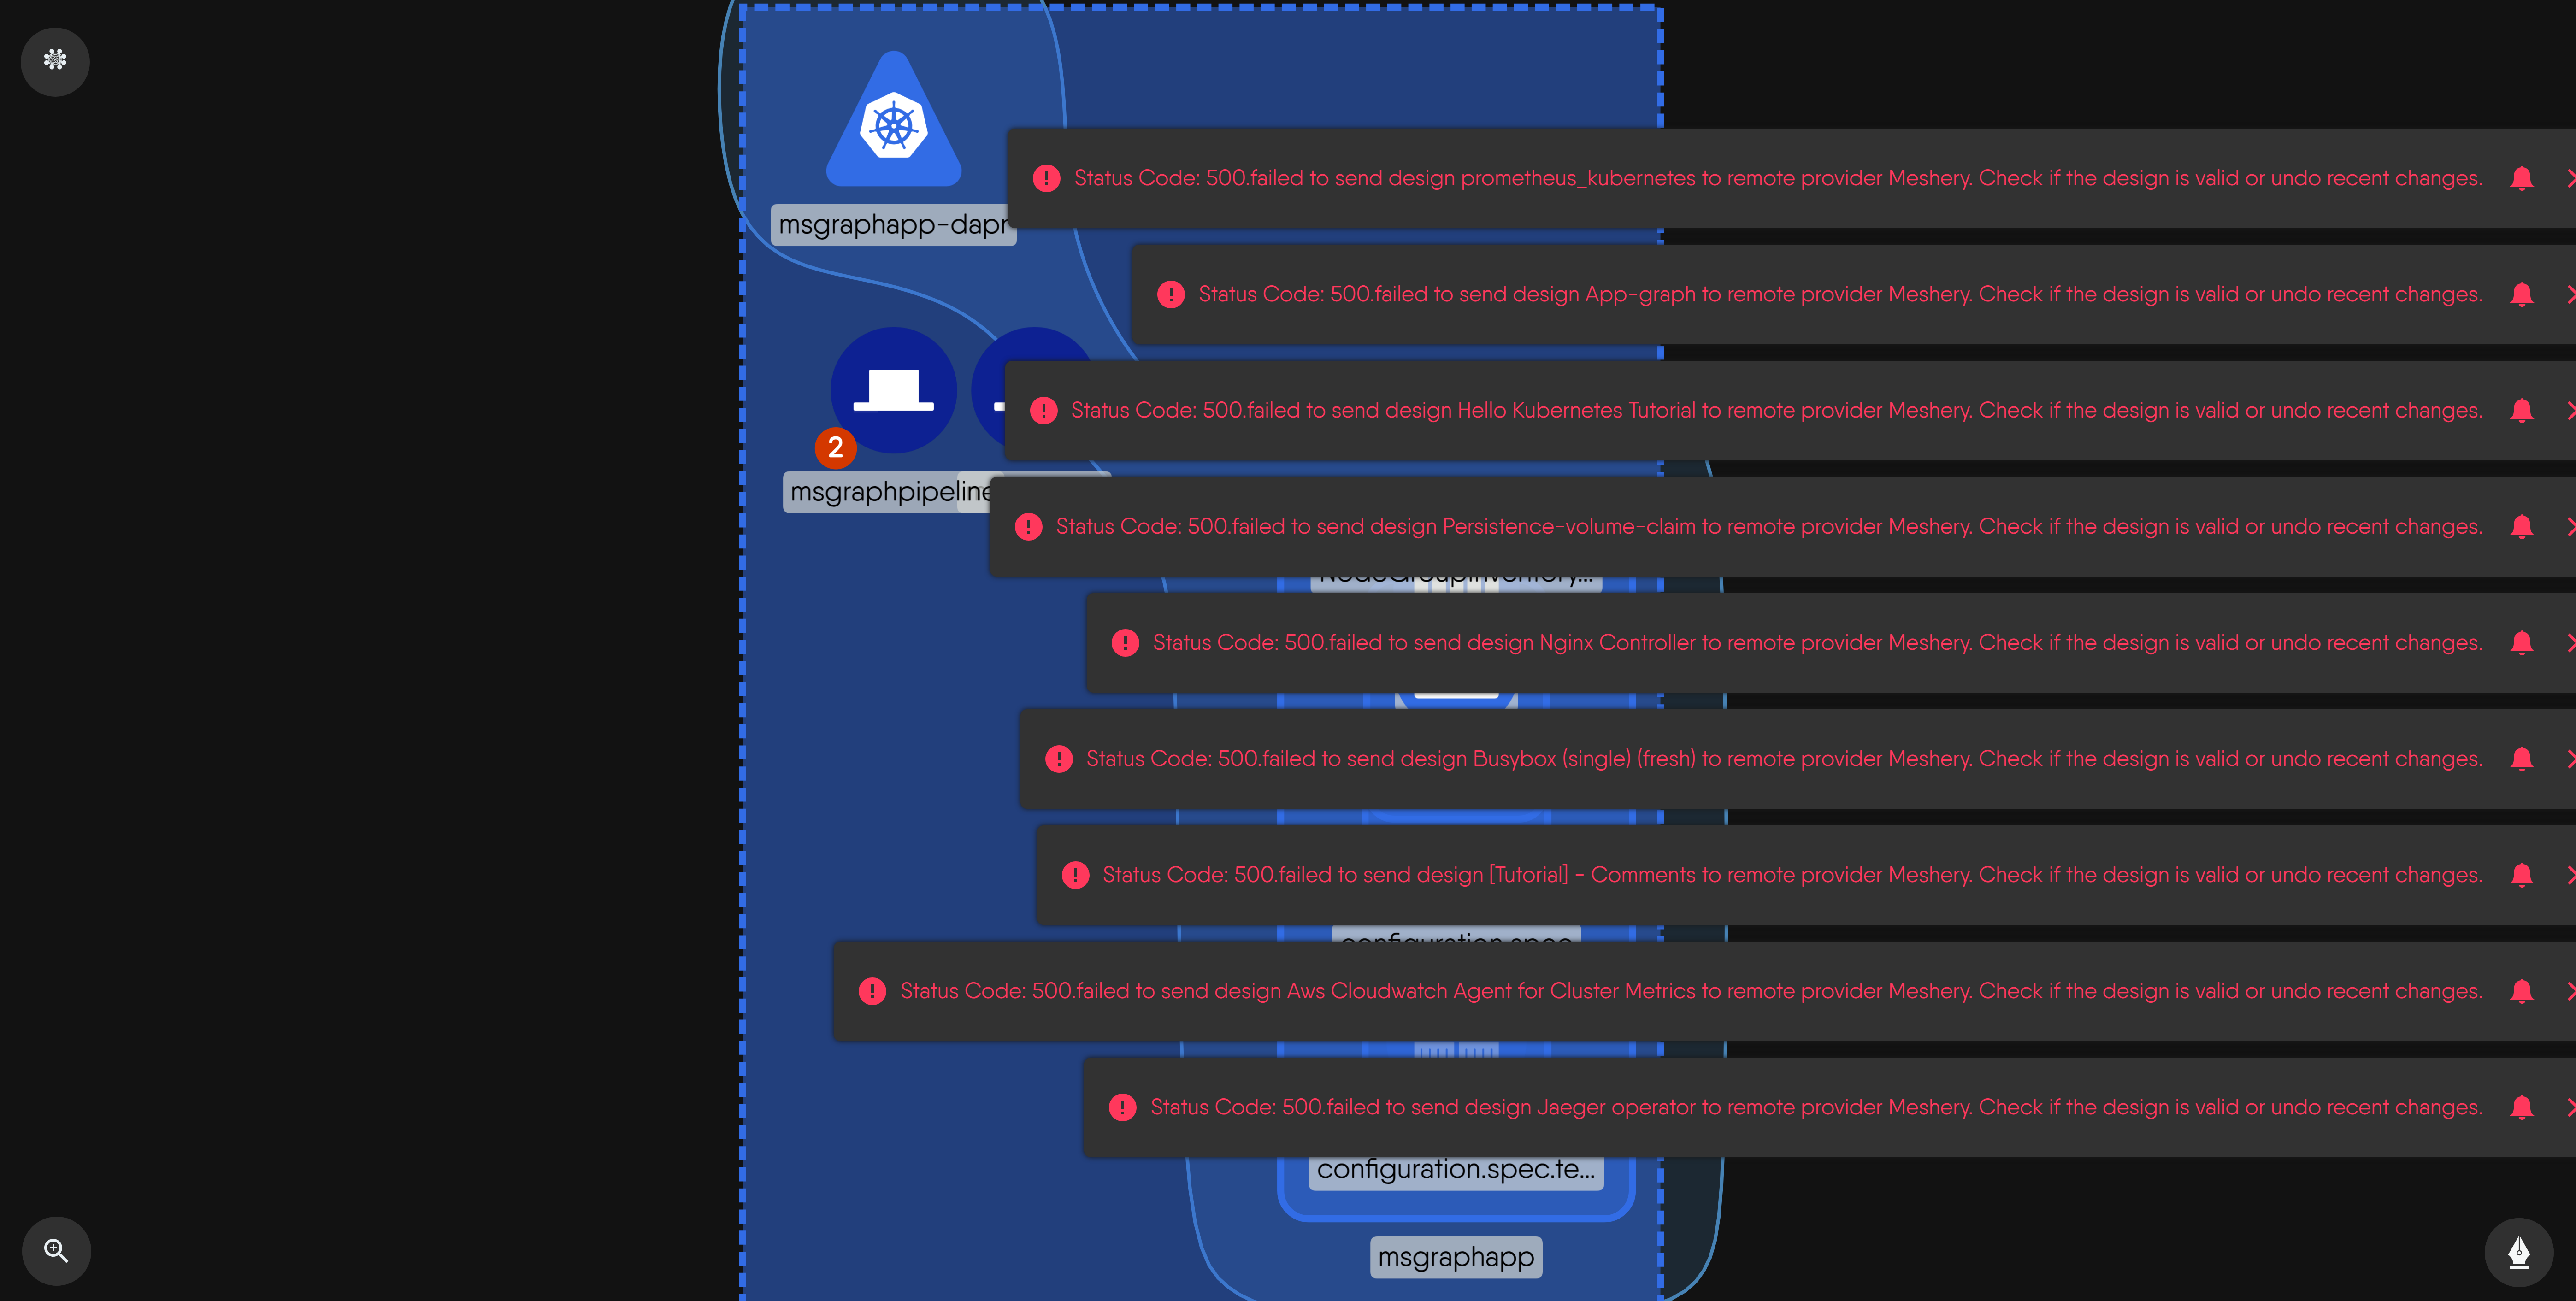 Status Code: 500.failed to send design prometheus_kubernetes to remote provider Meshery. Check if the design is valid or undo recent changes.
msgraphapp-dapr
Status Code: 500.failed to send design App-graph to remote provider Meshery. Check if the design is valid or undo recent changes.
Status Code: 500.failed to send design Hello Kubernetes Tutorial to remote provider Meshery. Check if the design is valid or undo recent changes.
2
msgraphpipeline
Status Code: 500.failed to send design Persistence-volume-claim to remote provider Meshery. Check if the design is valid or undo recent changes.
NodeGroupInventory...
Status Code: 500.failed to send design Nginx Controller to remote provider Meshery. Check if the design is valid or undo recent changes.
Status Code: 500.failed to send design Busybox (single) (fresh) to remote provider Meshery. Check if the design is valid or undo recent changes.
Status Code: 500.failed to send design [Tutorial] - Comments to remote provider Meshery. Check if the design is valid or undo recent changes.
configuration.spec
Status Code: 500.failed to send design Aws Cloudwatch Agent for Cluster Metrics to remote provider Meshery. Check if the design is valid or undo recent changes.
Status Code: 500.failed to send design Jaeger operator to remote provider Meshery. Check if the design is valid or undo recent changes.
configuration.spec.te...
msgraphapp